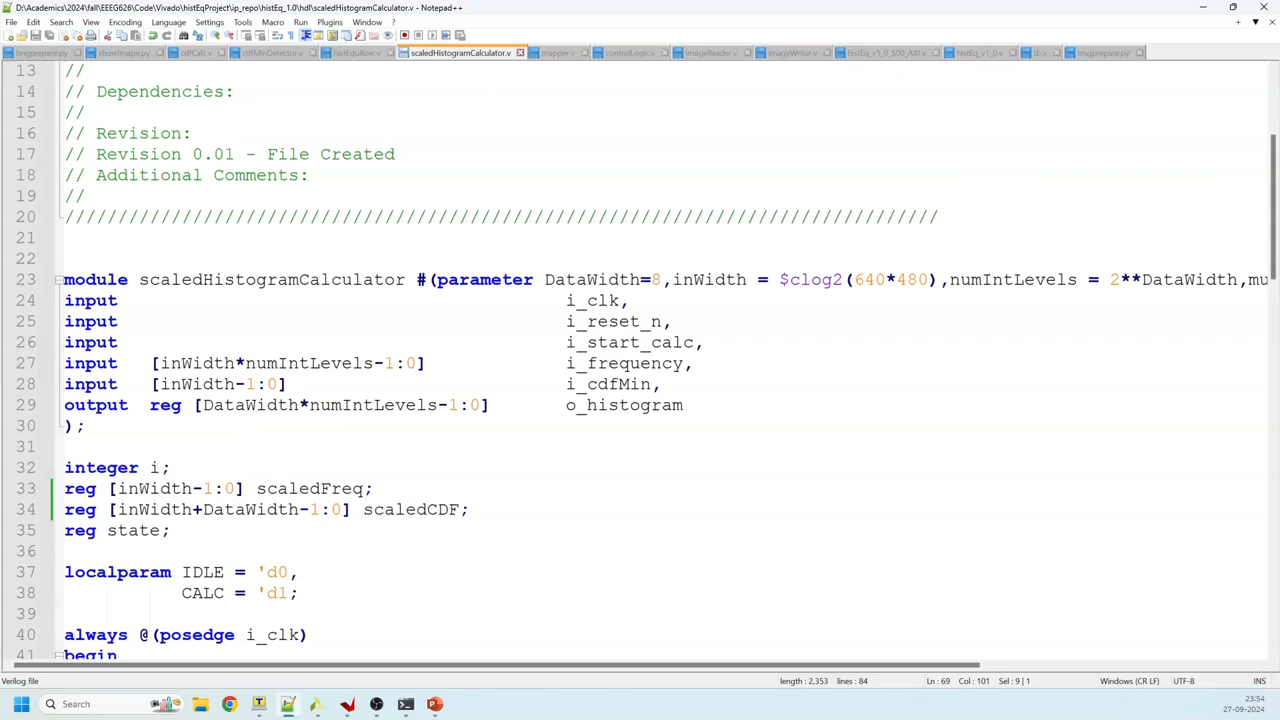 D:\Academics\2024\fall\EEEG626\Code\Vivado\histEqProject\ip_repo\histEq_1.0\hdl\scaledHistogramCalculator.v - Notepad++
File Edit Search View Encoding Language Settings Tools Macro Run Plugins Window ?
imgprepare.py showImage.py cdfCalc.v cdfMinDetector.v histEqulizer.v scaledHistogramCalculator.v mapper.v controlLogic.v imageReader.v imageWriter.v histEq_v1_0_S00_AXI.v histEq_v1_0.v tb.v imgprepare.py
13 //
14 // Dependencies:
15 //
16 // Revision:
17 // Revision 0.01 - File Created
18 // Additional Comments:
19 //
20 //////////////////////////////////////////////////////////////////////////////////
21
22
23 module scaledHistogramCalculator #(parameter DataWidth=8,inWidth = $clog2(640*480),numIntLevels = 2**DataWidth,mu
24 input i_clk,
25 input i_reset_n,
26 input i_start_calc,
27 input [inWidth*numIntLevels-1:0] i_frequency,
28 input [inWidth-1:0] i_cdfMin,
29 output reg [DataWidth*numIntLevels-1:0] o_histogram
30 );
31
32 integer i;
33 reg [inWidth-1:0] scaledFreq;
34 reg [inWidth+DataWidth-1:0] scaledCDF;
35 reg state;
36
37 localparam IDLE = 'd0,
38 CALC = 'd1;
39
40 always @(posedge i_clk)
41 begin
Verilog file length : 2,353 lines : 84 Ln : 69 Col : 101 Sel : 9 | 1 Windows (CR LF) UTF-8 INS
Search
23:54
27-09-2024